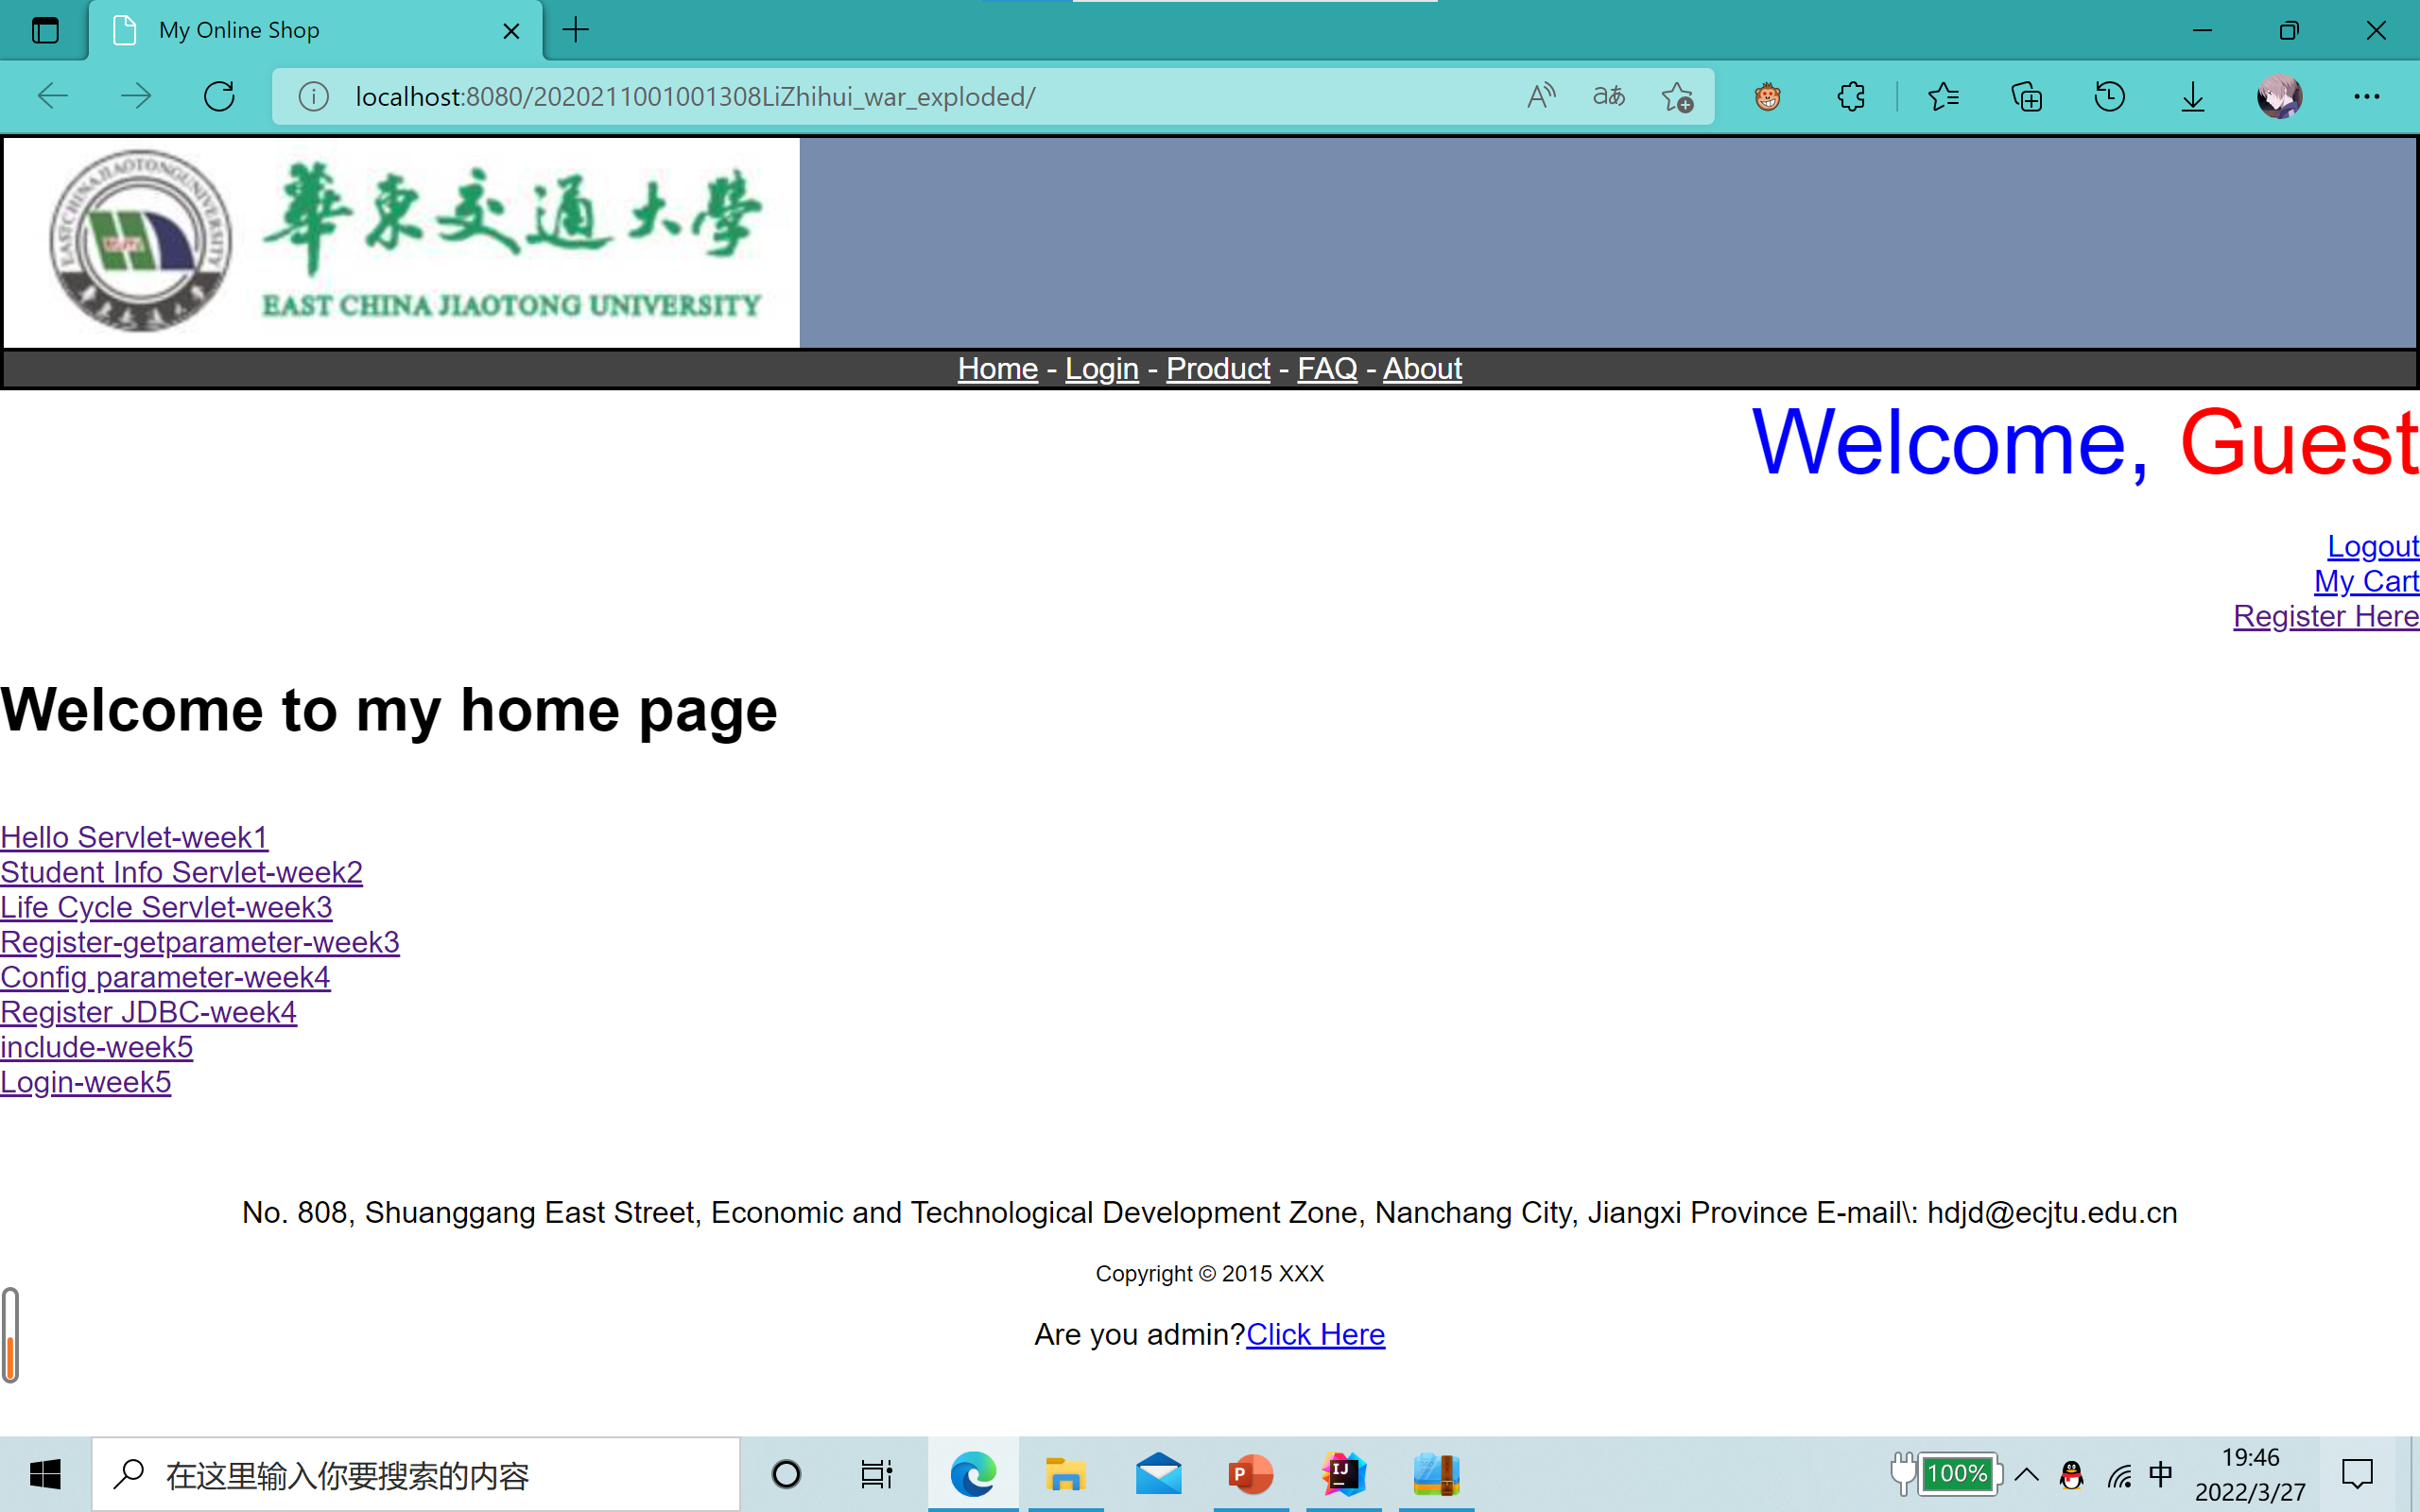 My Online Shop
localhost:8080/2020211001001308LiZhihui_war_exploded/
華東交通大學
EAST CHINA JIAOTONG UNIVERSITY
Home - Login - Product - FAQ - About
Welcome, Guest
Logout
My Cart
Register Here
Welcome to my home page
Hello Servlet-week1
Student Info Servlet-week2
Life Cycle Servlet-week3
Register-getparameter-week3
Config parameter-week4
Register JDBC-week4
include-week5
Login-week5
No. 808, Shuanggang East Street, Economic and Technological Development Zone, Nanchang City, Jiangxi Province E-mail\: hdjd@ecjtu.edu.cn
Copyright © 2015 XXX
Are you admin?Click Here
在这里输入你要搜索的内容
100%
中
19:46
2022/3/27